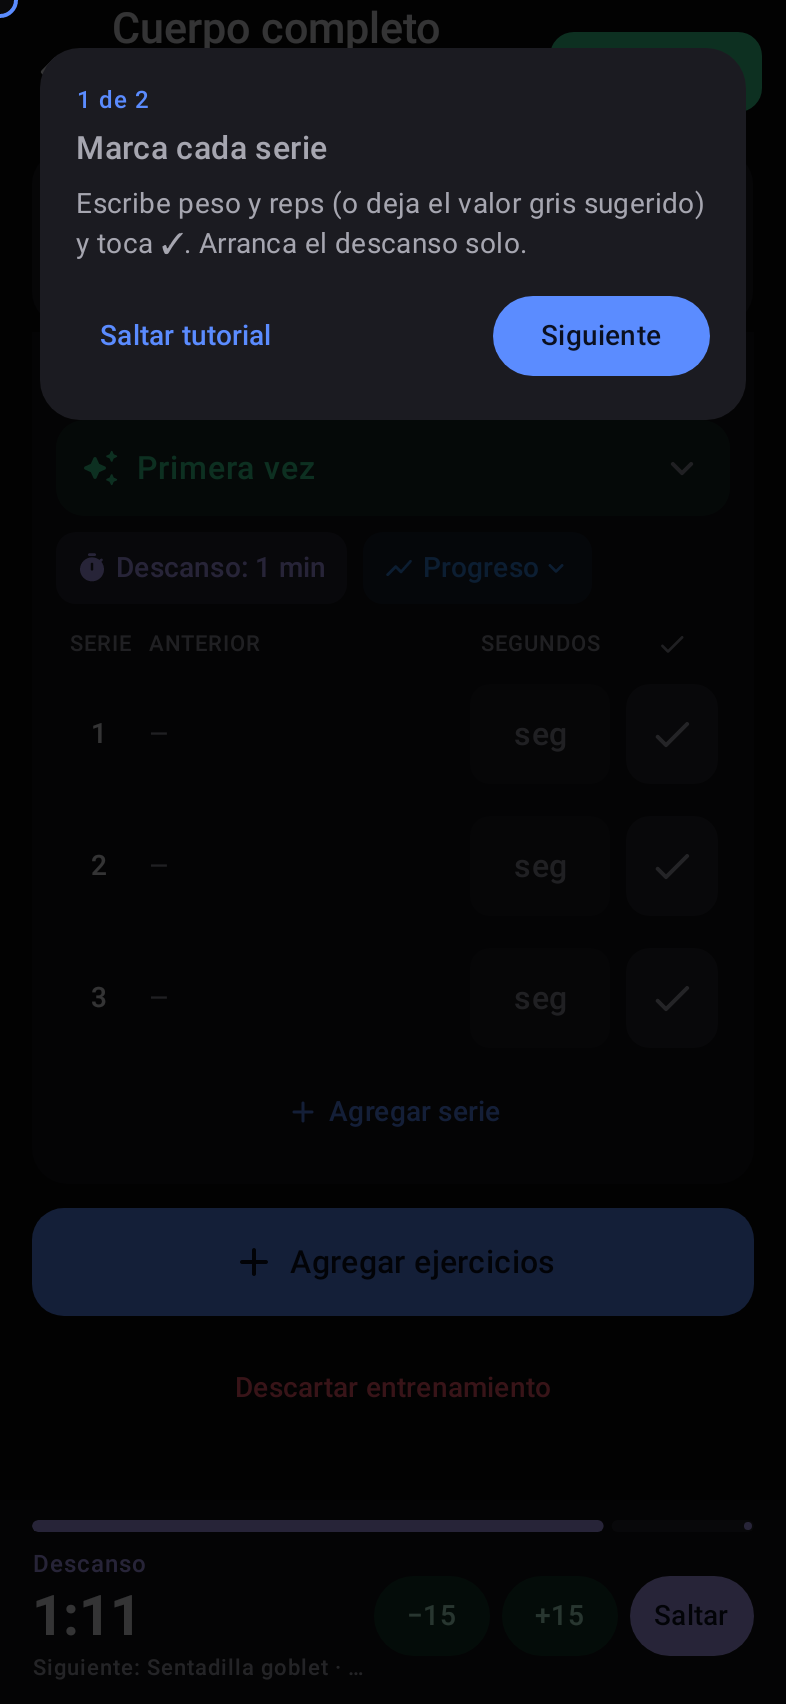 Cuerpo completo
1 de 2
Marca cada serie
Escribe peso y reps (o deja el valor gris sugerido)
y toca ✓. Arranca el descanso solo.
Saltar tutorial
Siguiente
Primera vez
Descanso: 1 min
Progreso
SERIE ANTERIOR SEGUNDOS ✓
1 – seg
2 – seg
3 – seg
+ Agregar serie
+ Agregar ejercicios
Descartar entrenamiento
Descanso
1:11
−15
+15
Saltar
Siguiente: Sentadilla goblet · …